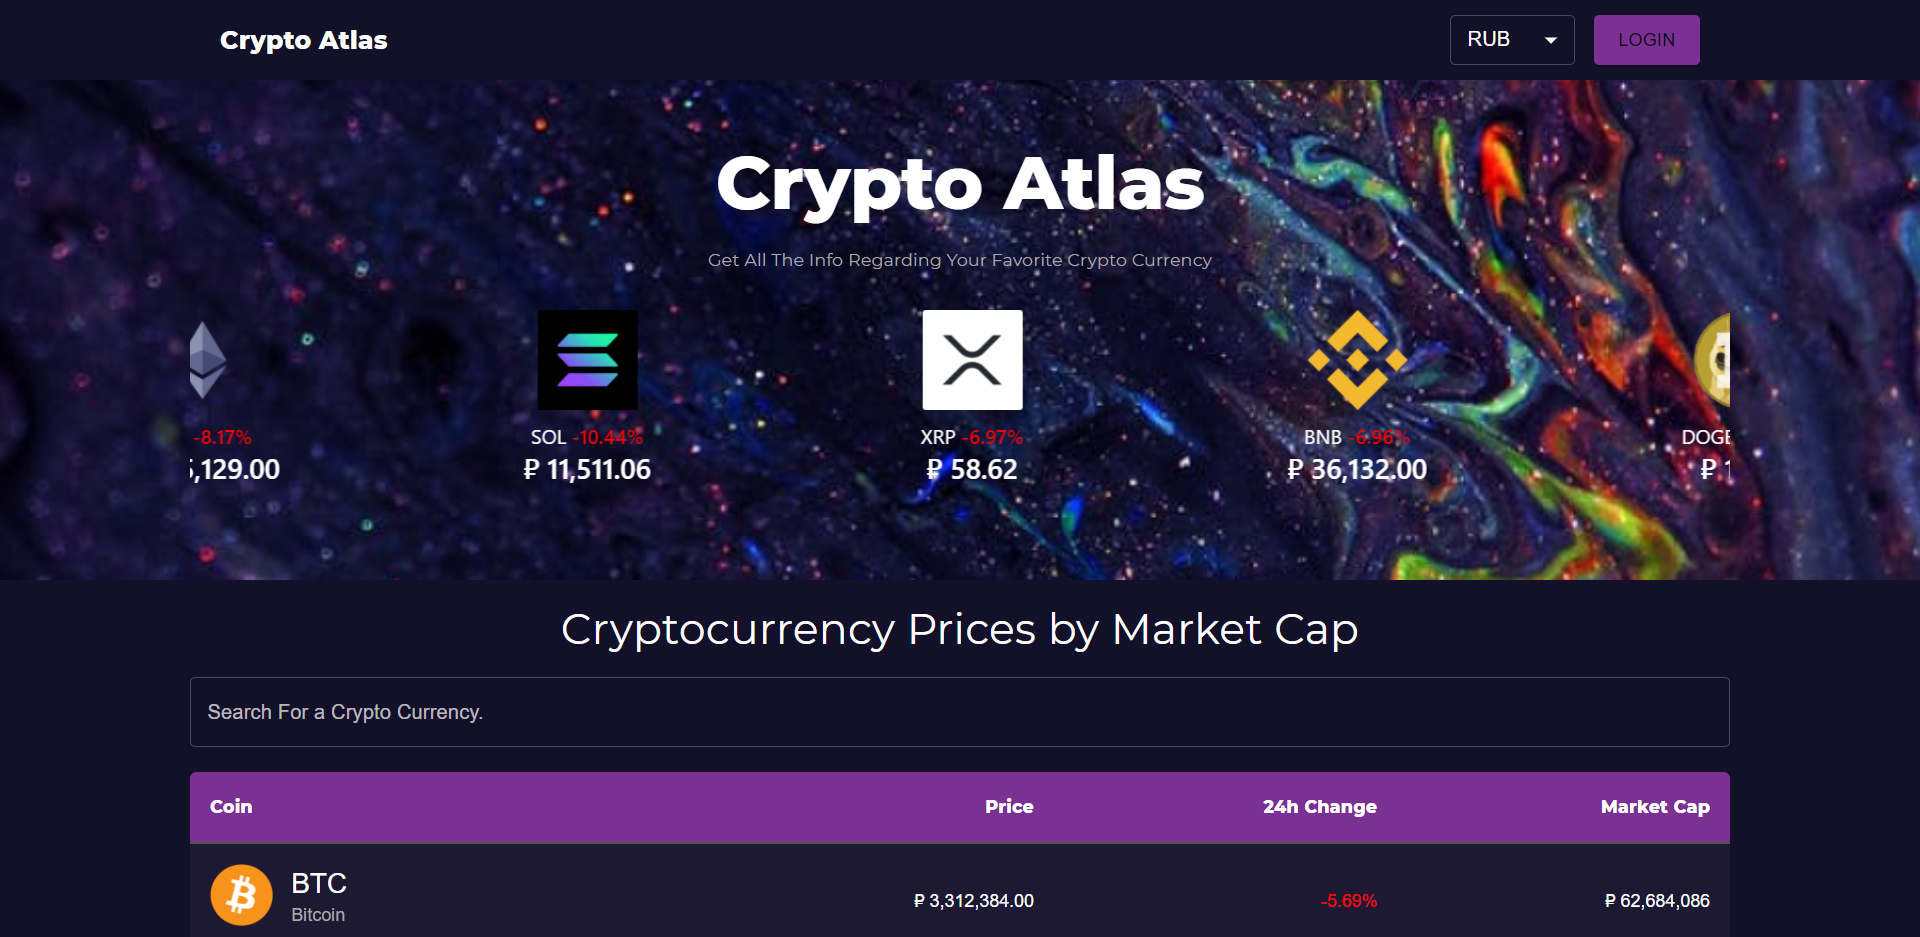 Crypto Atlas
RUB
LOGIN
Crypto Atlas
Get All The Info Regarding Your Favorite Crypto Currency
-8.17%
SOL -10.44%
XRP -6.97%
BNB -6.96%
DOGE
,129.00
₽ 11,511.06
₽ 58.62
₽ 36,132.00
₽ 1
Cryptocurrency Prices by Market Cap
Search For a Crypto Currency.
Coin Price 24h Change Market Cap
BTC
Bitcoin
₽ 3,312,384.00
-5.69%
₽ 62,684,086